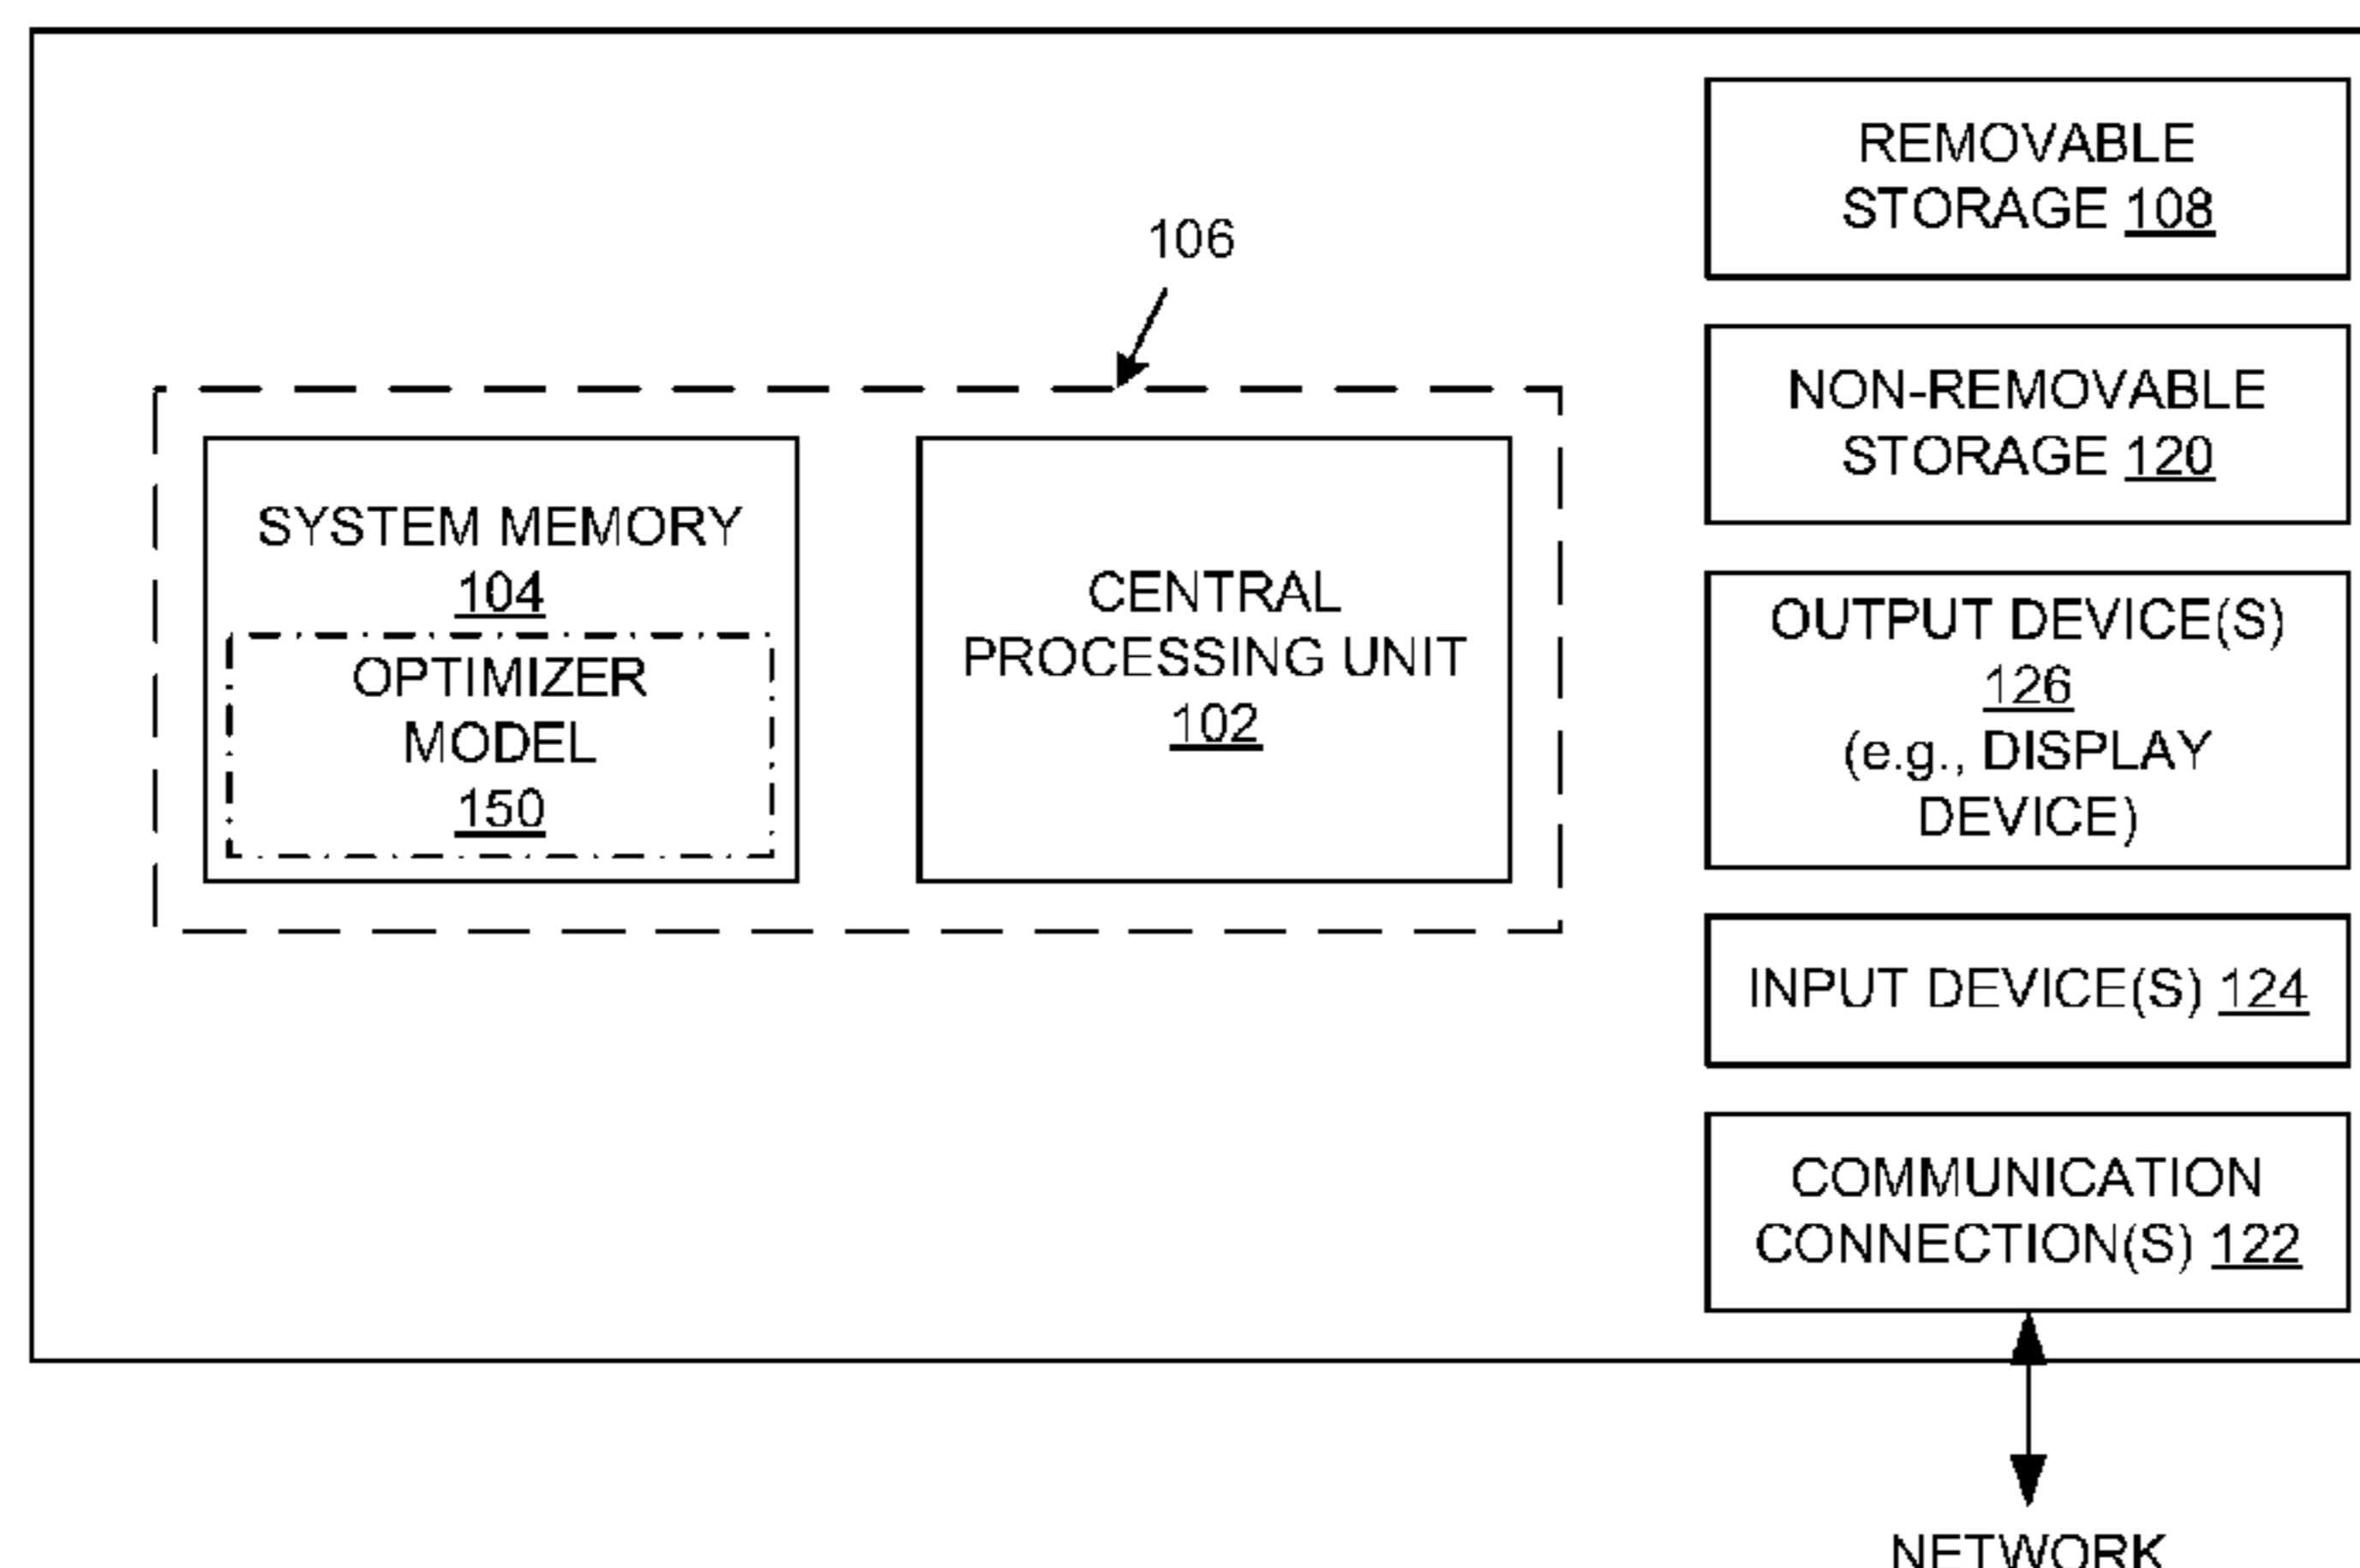 106
SYSTEM MEMORY
104
OPTIMIZER
MODEL
150
CENTRAL
PROCESSING UNIT
102
REMOVABLE
STORAGE 108
NON-REMOVABLE
STORAGE 120
OUTPUT DEVICE(S)
126
(e.g., DISPLAY
DEVICE)
INPUT DEVICE(S) 124
COMMUNICATION
CONNECTION(S) 122
NETWORK